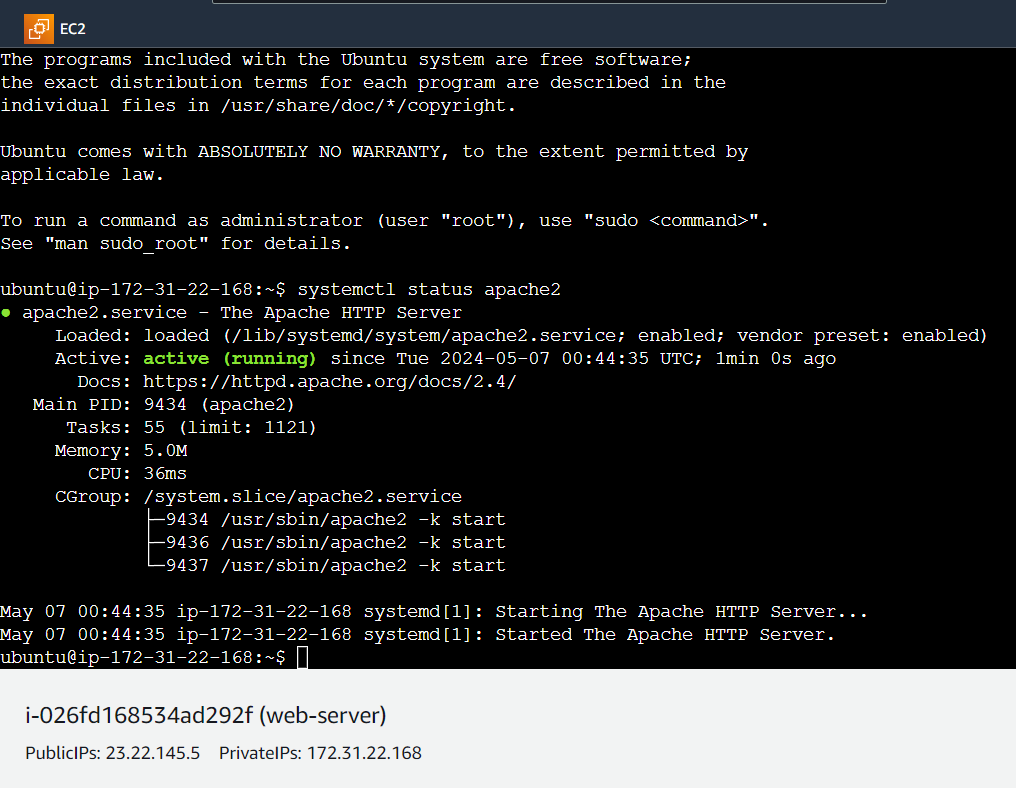 EC2
The programs included with the Ubuntu system are free software;
the exact distribution terms for each program are described in the
individual files in /usr/share/doc/*/copyright.
Ubuntu comes with ABSOLUTELY NO WARRANTY, to the extent permitted by
applicable law.
To run a command as administrator (user "root"), use "sudo <command>".
See "man sudo_root" for details.
ubuntu@ip-172-31-22-168:~$ systemctl status apache2
● apache2.service - The Apache HTTP Server
Loaded: loaded (/lib/systemd/system/apache2.service; enabled; vendor preset: enabled)
Active: active (running) since Tue 2024-05-07 00:44:35 UTC; 1min 0s ago
Docs: https://httpd.apache.org/docs/2.4/
Main PID: 9434 (apache2)
Tasks: 55 (limit: 1121)
Memory: 5.0M
CPU: 36ms
CGroup: /system.slice/apache2.service
├─9434 /usr/sbin/apache2 -k start
├─9436 /usr/sbin/apache2 -k start
└─9437 /usr/sbin/apache2 -k start
May 07 00:44:35 ip-172-31-22-168 systemd[1]: Starting The Apache HTTP Server...
May 07 00:44:35 ip-172-31-22-168 systemd[1]: Started The Apache HTTP Server.
ubuntu@ip-172-31-22-168:~$
i-026fd168534ad292f (web-server)
PublicIPs: 23.22.145.5 PrivateIPs: 172.31.22.168